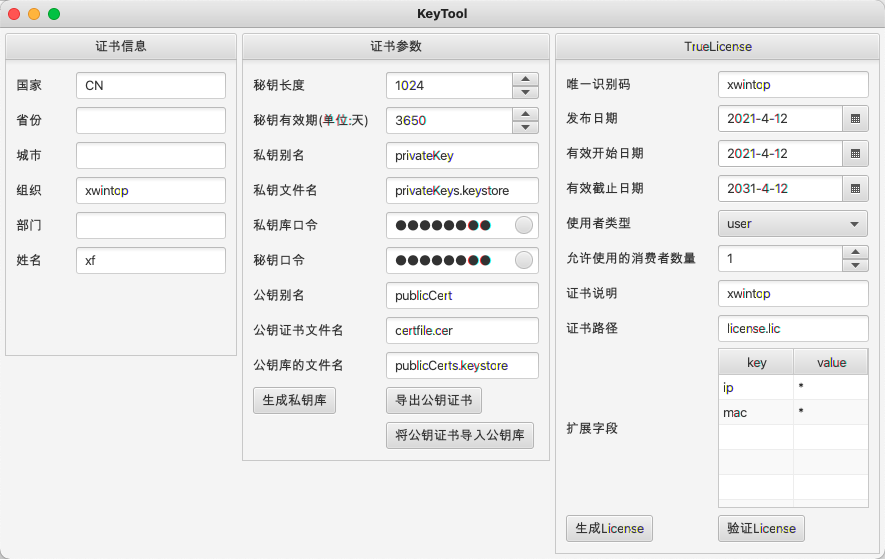 KeyTool
证书信息
国家 CN
省份
城市
组织 xwintop
部门
姓名 xf
证书参数
秘钥长度 1024
秘钥有效期(单位:天) 3650
私钥别名 privateKey
私钥文件名 privateKeys.keystore
私钥库口令 ●●●●●●●●
秘钥口令 ●●●●●●●●
公钥别名 publicCert
公钥证书文件名 certfile.cer
公钥库的文件名 publicCerts.keystore
生成私钥库 导出公钥证书
将公钥证书导入公钥库
TrueLicense
唯一识别码 xwintop
发布日期 2021-4-12
有效开始日期 2021-4-12
有效截止日期 2031-4-12
使用者类型 user
允许使用的消费者数量 1
证书说明 xwintop
证书路径 license.lic
扩展字段
key value
ip *
mac *
生成License 验证License